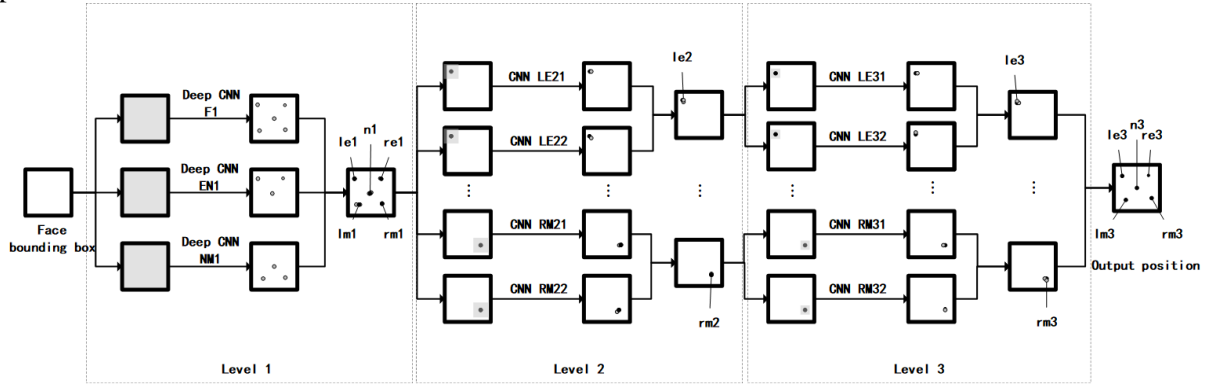 Face
bounding box
Deep CNN
F1
Deep CNN
EN1
Deep CNN
NM1
le1
n1
re1
lm1
rm1
Level 1
CNN LE21
CNN LE22
CNN RM21
CNN RM22
le2
rm2
Level 2
CNN LE31
CNN LE32
CNN RM31
CNN RM32
le3
rm3
Level 3
le3
n3
re3
lm3
rm3
Output position